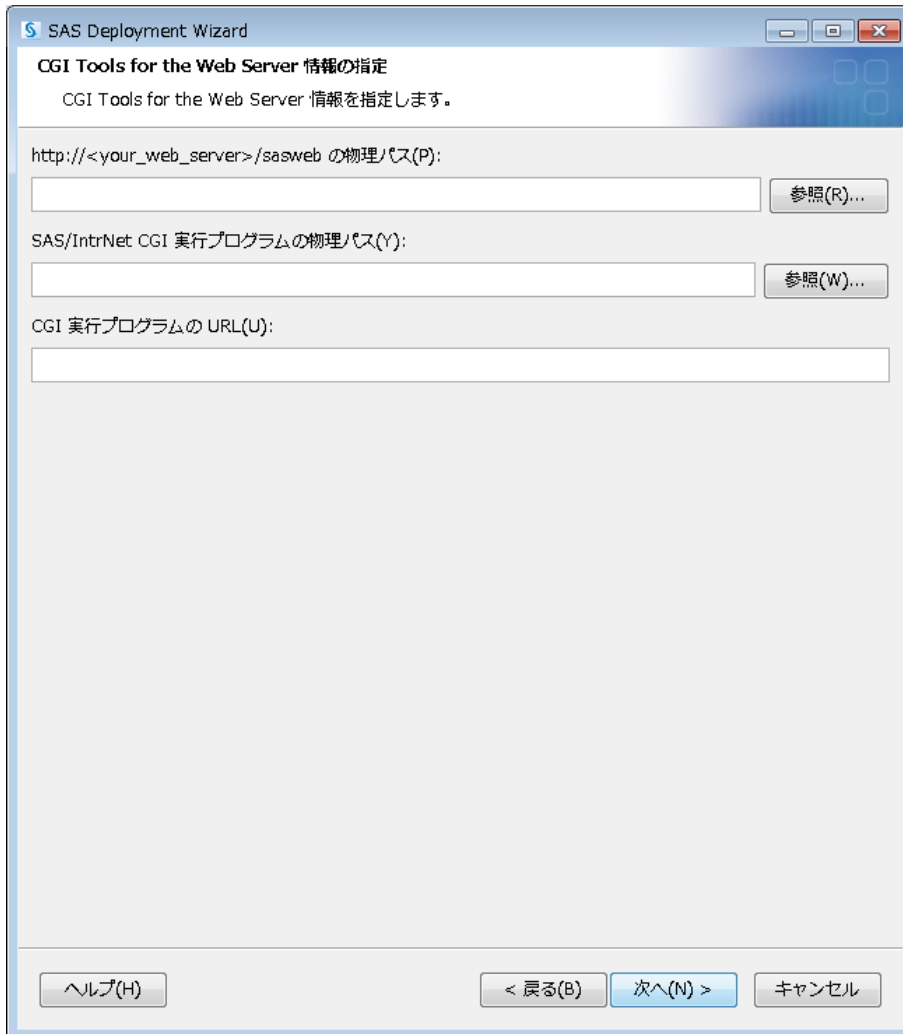 SAS Deployment Wizard
CGI Tools for the Web Server 情報の指定
CGI Tools for the Web Server 情報を指定します。
http://<your_web_server>/sasweb の物理パス(P):
参照(R)...
SAS/IntrNet CGI 実行プログラムの物理パス(Y):
参照(W)...
CGI 実行プログラムの URL(U):
ヘルプ(H)
< 戻る(B)
次へ(N) >
キャンセル